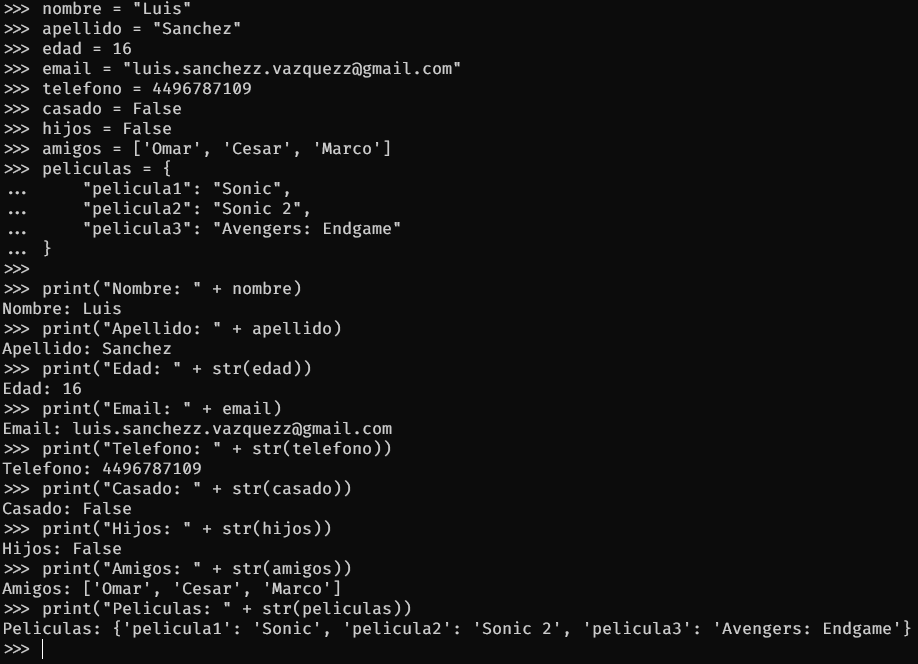 >>> nombre = "Luis"
>>> apellido = "Sanchez"
>>> edad = 16
>>> email = "luis.sanchezz.vazquezz@gmail.com"
>>> telefono = 4496787109
>>> casado = False
>>> hijos = False
>>> amigos = ['Omar', 'Cesar', 'Marco']
>>> peliculas = {
...     "pelicula1": "Sonic",
...     "pelicula2": "Sonic 2",
...     "pelicula3": "Avengers: Endgame"
... }
>>>
>>> print("Nombre: " + nombre)
Nombre: Luis
>>> print("Apellido: " + apellido)
Apellido: Sanchez
>>> print("Edad: " + str(edad))
Edad: 16
>>> print("Email: " + email)
Email: luis.sanchezz.vazquezz@gmail.com
>>> print("Telefono: " + str(telefono))
Telefono: 4496787109
>>> print("Casado: " + str(casado))
Casado: False
>>> print("Hijos: " + str(hijos))
Hijos: False
>>> print("Amigos: " + str(amigos))
Amigos: ['Omar', 'Cesar', 'Marco']
>>> print("Peliculas: " + str(peliculas))
Peliculas: {'pelicula1': 'Sonic', 'pelicula2': 'Sonic 2', 'pelicula3': 'Avengers: Endgame'}
>>>